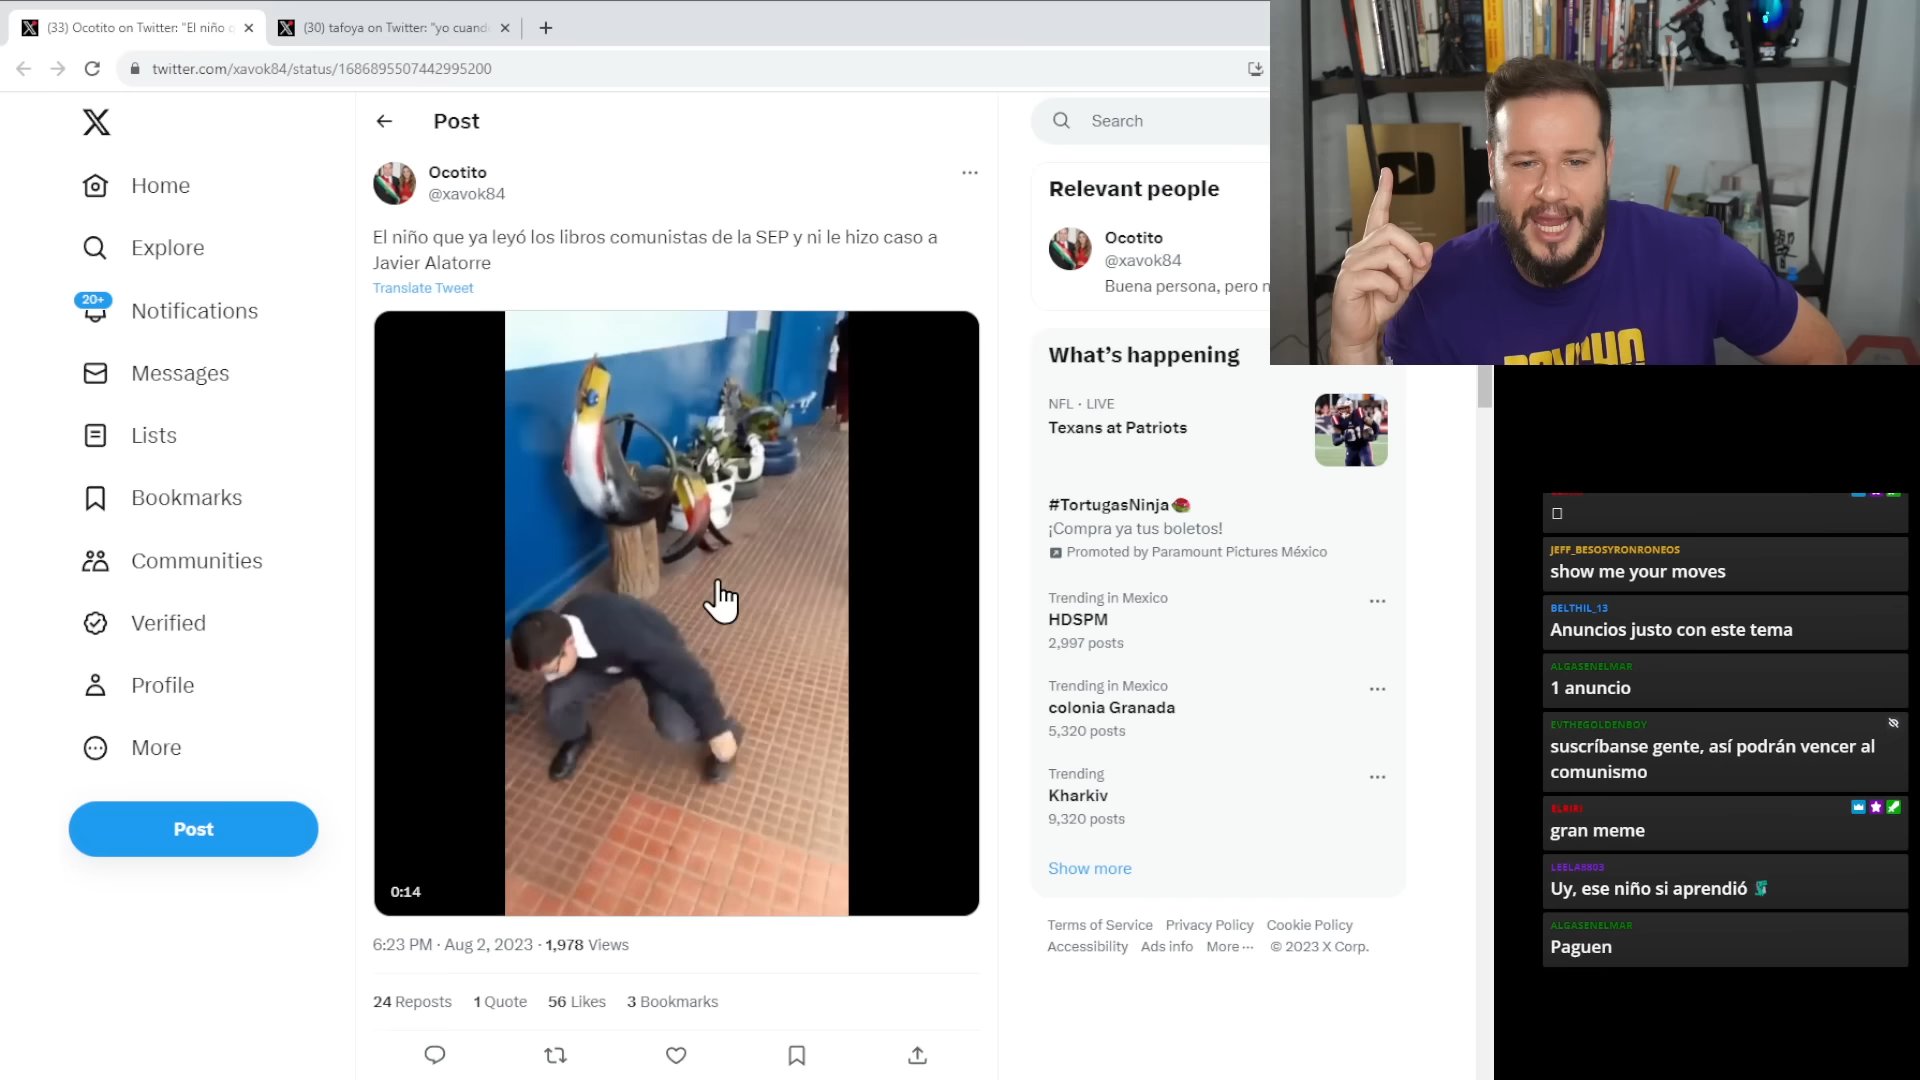 (33) Ocotito on Twitter: "El niño
(30) tafoya on Twitter: "yo cuand
twitter.com/xavok84/status/1686895507442995200
Home
Explore
20+
Notifications
Messages
Lists
Bookmarks
Communities
Verified
Profile
More
Post
Post
Ocotito
@xavok84
El niño que ya leyó los libros comunistas de la SEP y ni le hizo caso a
Javier Alatorre
Translate Tweet
0:14
6:23 PM · Aug 2, 2023 · 1,978 Views
24 Reposts 1 Quote 56 Likes 3 Bookmarks
Search
Relevant people
Ocotito
@xavok84
Buena persona, pero n
What's happening
NFL · LIVE
Texans at Patriots
#TortugasNinja
¡Compra ya tus boletos!
Promoted by Paramount Pictures México
Trending in Mexico
HDSPM
2,997 posts
Trending in Mexico
colonia Granada
5,320 posts
Trending
Kharkiv
9,320 posts
Show more
Terms of Service Privacy Policy Cookie Policy
Accessibility Ads info More ··· © 2023 X Corp.
PSYCHO
JEFF_BESOSYRONRONEOS
show me your moves
BELTHIL_13
Anuncios justo con este tema
ALGASENELMAR
1 anuncio
EVTHEGOLDENBOY
suscríbanse gente, así podrán vencer al
comunismo
ELRIRI
gran meme
LEELA8803
Uy, ese niño si aprendió
ALGASENELMAR
Paguen